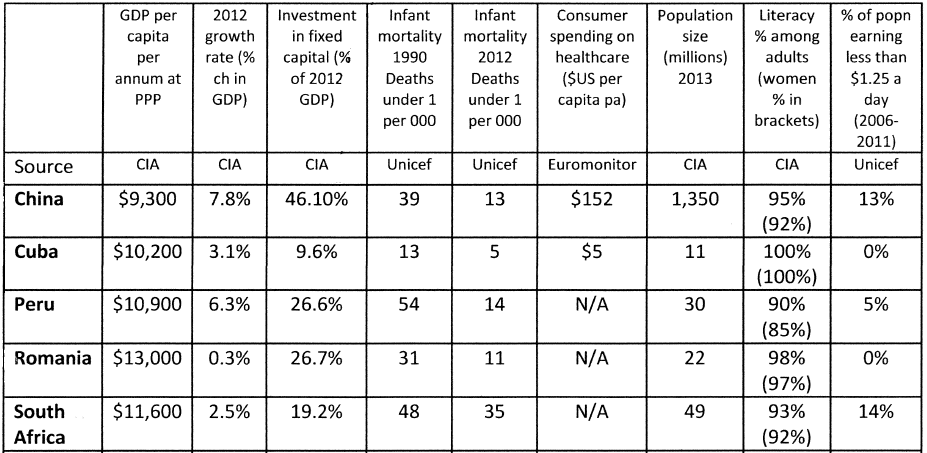 GDP per capita per annum at PPP | 2012 growth rate (% ch in GDP) | Investment in fixed capital (% of 2012 GDP) | Infant mortality 1990 Deaths under 1 per 000 | Infant mortality 2012 Deaths under 1 per 000 | Consumer spending on healthcare ($US per capita pa) | Population size (millions) 2013 | Literacy % among adults (women % in brackets) | % of popn earning less than $1.25 a day (2006-2011)
Source | CIA | CIA | CIA | Unicef | Unicef | Euromonitor | CIA | CIA | Unicef
China | $9,300 | 7.8% | 46.10% | 39 | 13 | $152 | 1,350 | 95% (92%) | 13%
Cuba | $10,200 | 3.1% | 9.6% | 13 | 5 | $5 | 11 | 100% (100%) | 0%
Peru | $10,900 | 6.3% | 26.6% | 54 | 14 | N/A | 30 | 90% (85%) | 5%
Romania | $13,000 | 0.3% | 26.7% | 31 | 11 | N/A | 22 | 98% (97%) | 0%
South Africa | $11,600 | 2.5% | 19.2% | 48 | 35 | N/A | 49 | 93% (92%) | 14%